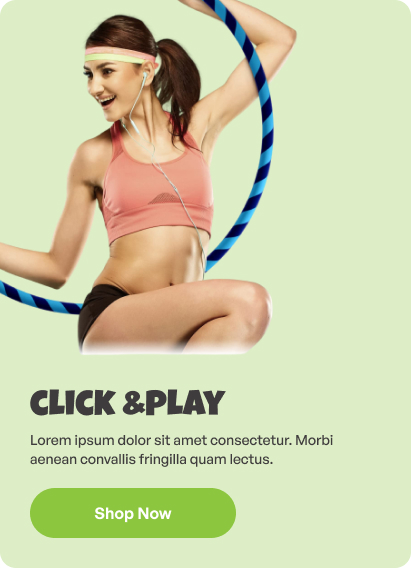 CLICK &PLAY
Lorem ipsum dolor sit amet consectetur. Morbi
aenean convallis fringilla quam lectus.
Shop Now